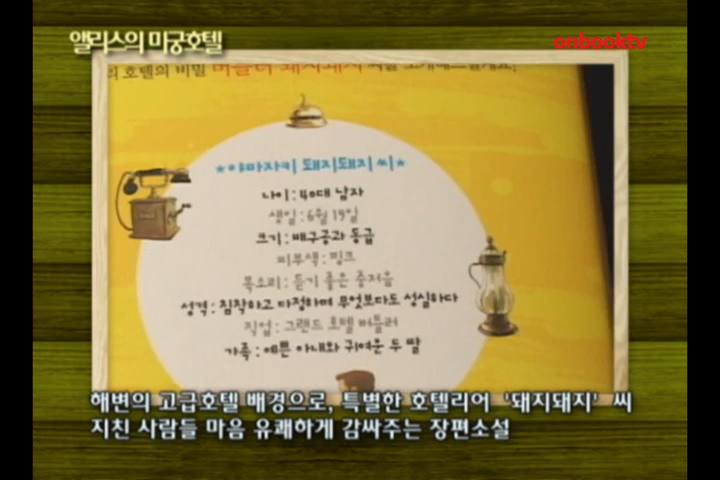 앨리스의 미궁호텔
onbooktv
호텔의 비밀 버틀러 돼지돼지
★야마자키 돼지돼지 씨★
나이 : 40대 남자
생일 : 6월 19일
크기 : 배구공과 동급
피부색 : 핑크
목소리 : 듣기 좋은 중저음
성격 : 침착하고 다정하며 무엇보다도 성실하다
직업 : 그랜드 호텔 버틀러
가족 : 예쁜 아내와 귀여운 두 딸
해변의 고급호텔 배경으로, 특별한 호텔리어 '돼지돼지' 씨
지친 사람들 마음 유쾌하게 감싸주는 장편소설